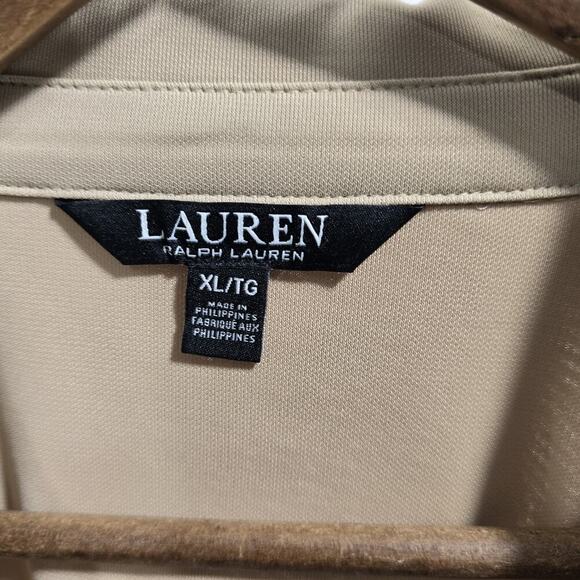 LAUREN
RALPH LAUREN
XL/TG
MADE IN
PHILIPPINES
FABRIQUÉ AUX
PHILIPPINES